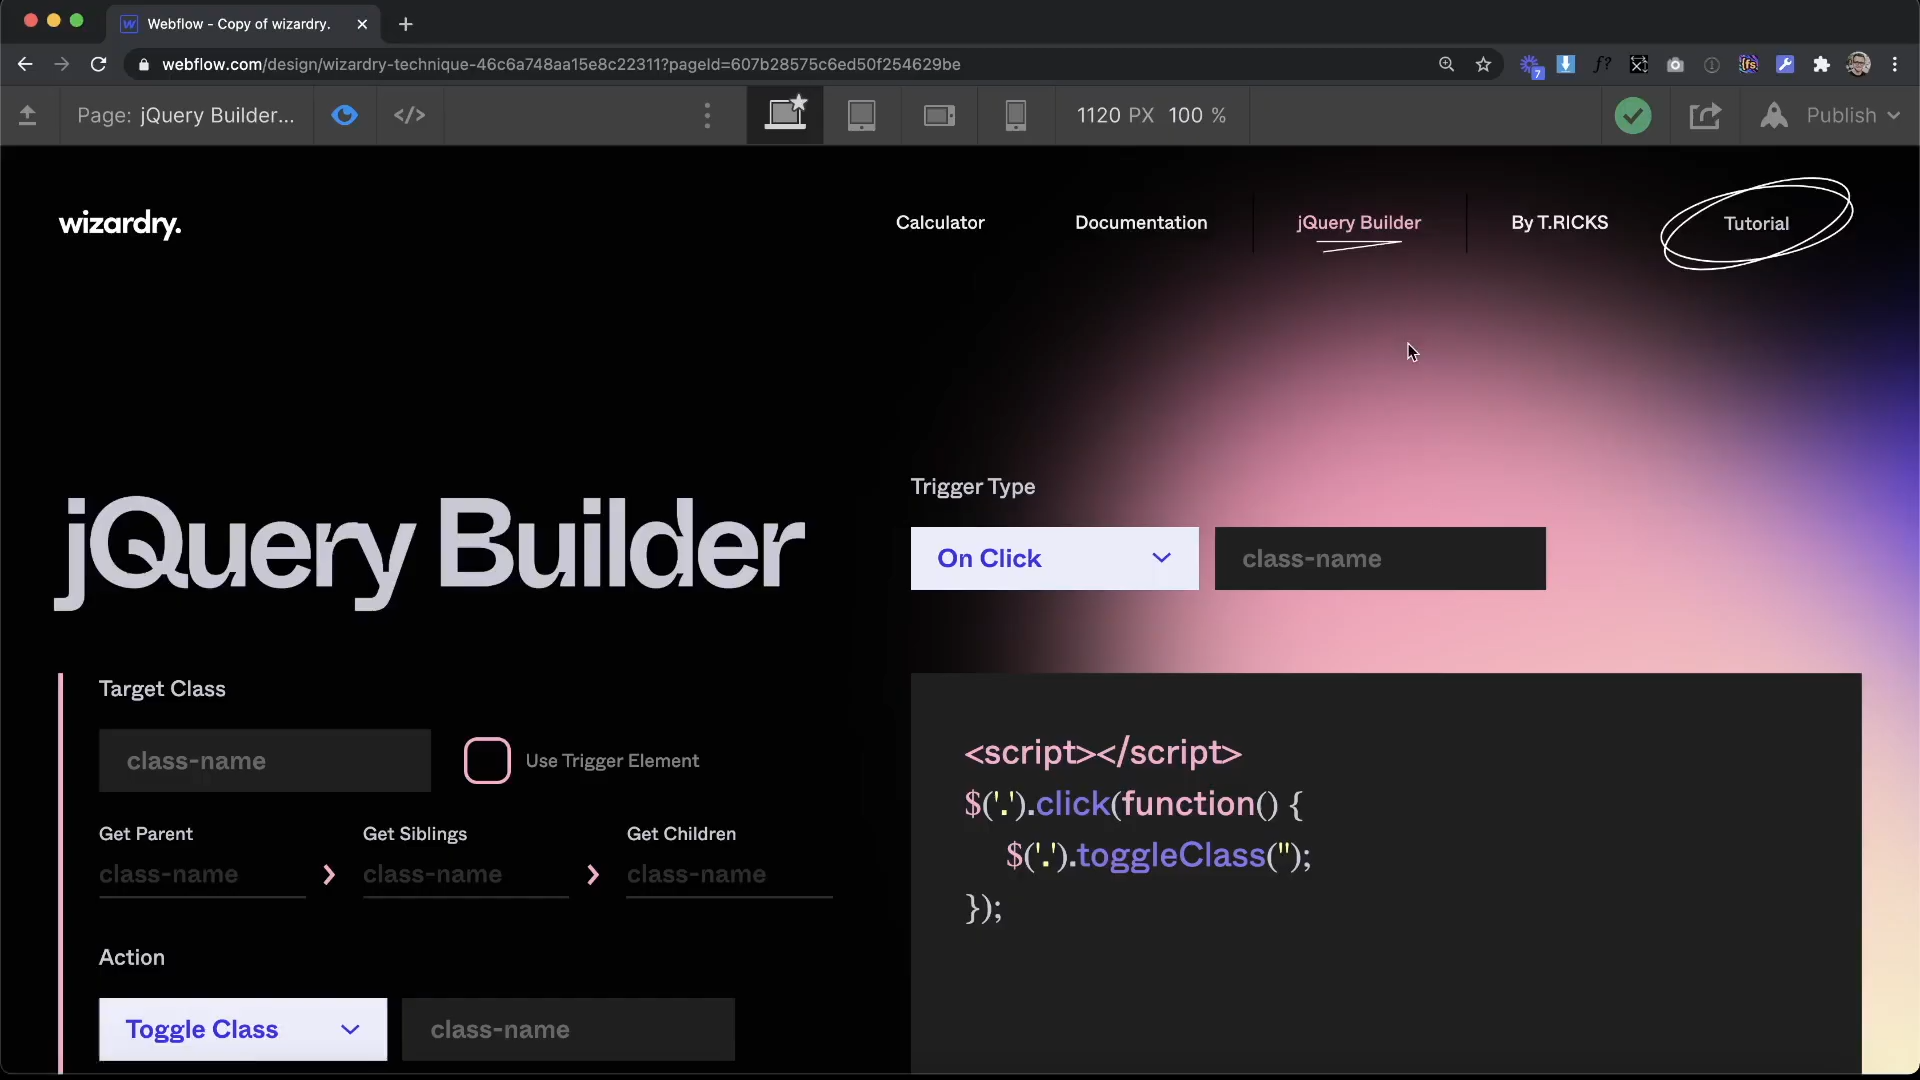 Webflow - Copy of wizardry.
webflow.com/design/wizardry-technique-46c6a748aa15e8c22311?pageId=607b28575c6ed50f254629be
f?
7
Page: jQuery Builder...
</>
1120 PX 100 %
Publish
wizardry.
Calculator
Documentation
jQuery Builder
By T.RICKS
Tutorial
jQuery Builder
Trigger Type
On Click
class-name
Target Class
class-name
Use Trigger Element
Get Parent
Get Siblings
Get Children
class-name
class-name
class-name
Action
Toggle Class
class-name
<script></script>
$('.').click(function() {
$('.').toggleClass('');
});